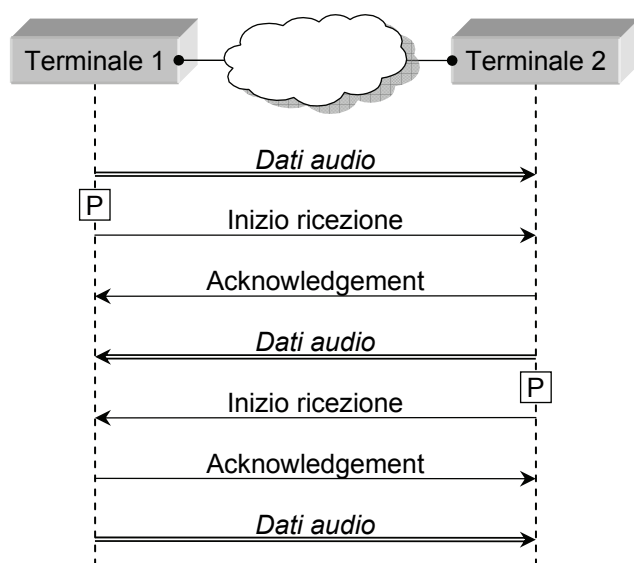 Terminale 1
Terminale 2
Dati audio
P
Inizio ricezione
Acknowledgement
Dati audio
P
Inizio ricezione
Acknowledgement
Dati audio